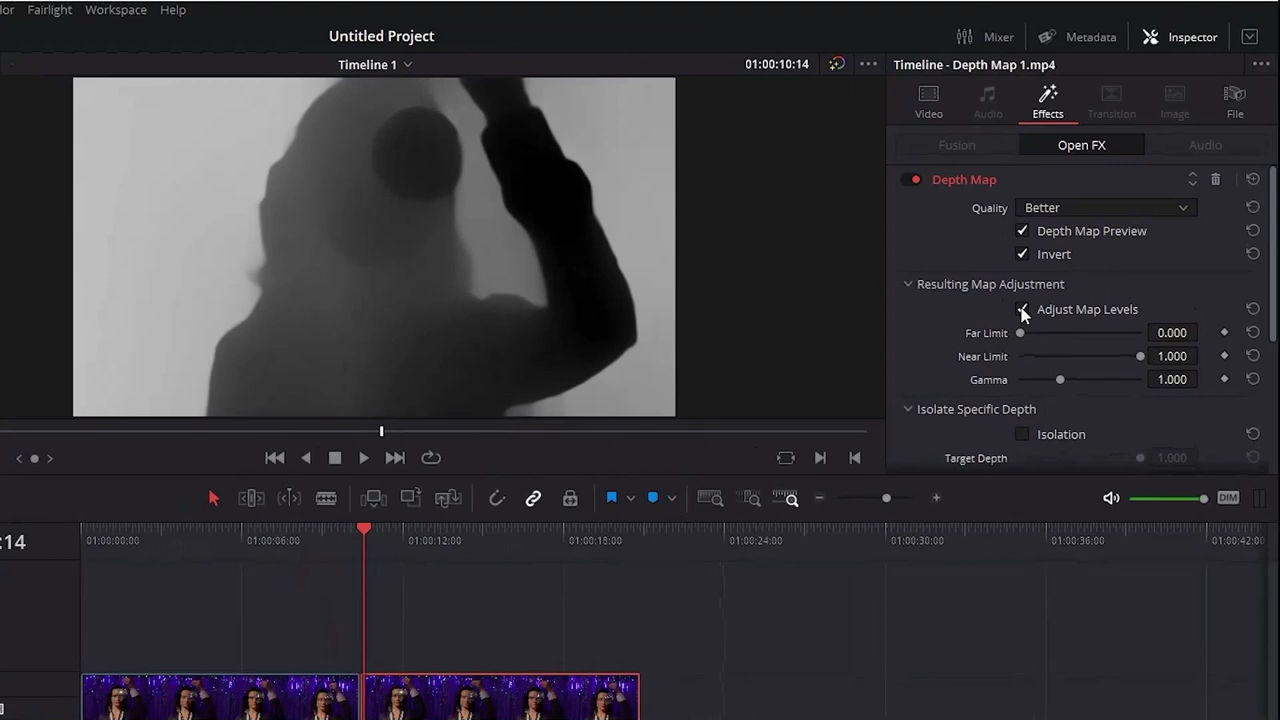 lor Fairlight Workspace Help
Untitled Project
Mixer Metadata Inspector
Timeline 1 01:00:10:14 Timeline - Depth Map 1.mp4
Video Audio Effects Transition Image File
Fusion Open FX Audio
Depth Map
Quality Better
Depth Map Preview
Invert
Resulting Map Adjustment
Adjust Map Levels
Far Limit 0.000
Near Limit 1.000
Gamma 1.000
Isolate Specific Depth
Isolation
Target Depth 1.000
DIM
:14 01:00:00:00 01:00:06:00 01:00:12:00 01:00:18:00 01:00:24:00 01:00:30:00 01:00:36:00 01:00:42:00